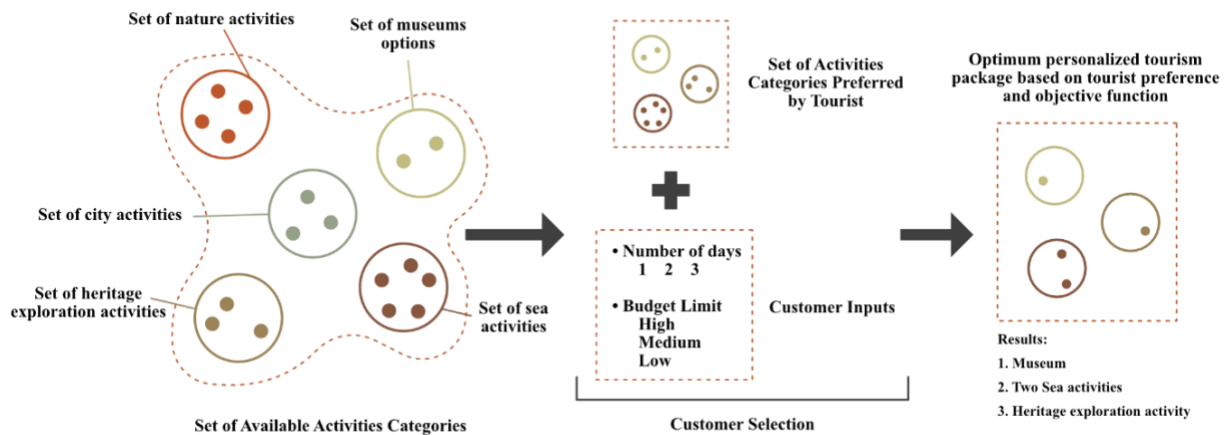 Set of nature activities
Set of museums
options
Set of city activities
Set of heritage
exploration activities
Set of sea
activities
Set of Available Activities Categories
Set of Activities
Categories Preferred
by Tourist
• Number of days
1 2 3
• Budget Limit
High
Medium
Low
Customer Inputs
Customer Selection
Optimum personalized tourism
package based on tourist preference
and objective function
Results:
1. Museum
2. Two Sea activities
3. Heritage exploration activity